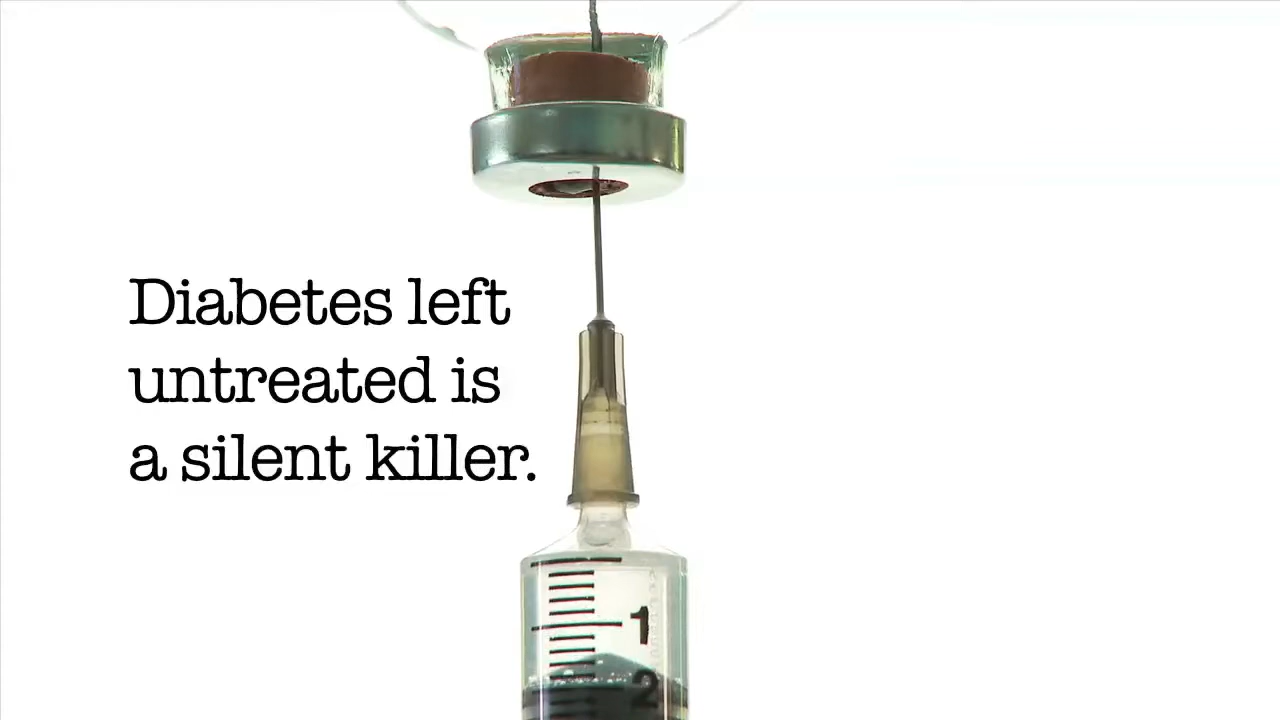 Diabetes left
untreated is
a silent killer.
1
2